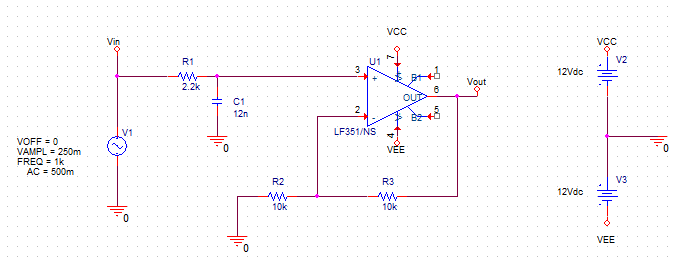 VCC
Vin
U1
7
R1
3
+
V+
B1
1
2.2k
6
Vout
OUT
C1
12n
2
-
V-
B2
5
LF351/NS
4
VEE
0
V1
VOFF = 0
VAMPL = 250m
FREQ = 1k
AC = 500m
0
R2
10k
R3
10k
0
VCC
V2
12Vdc
0
V3
12Vdc
VEE